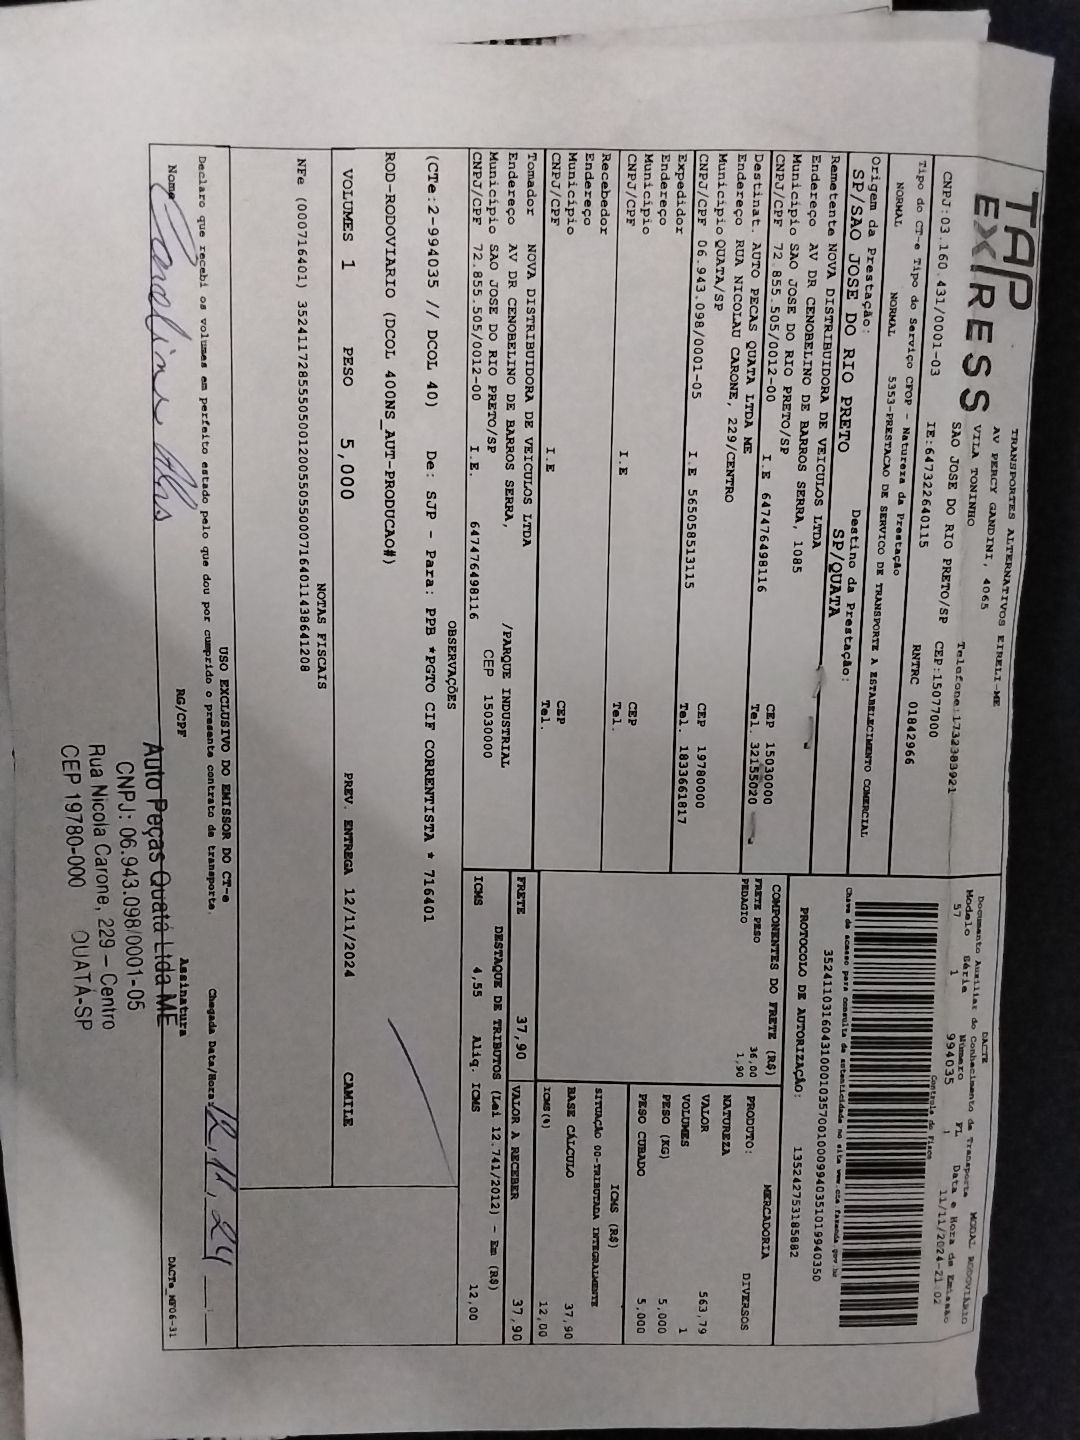 TAP
EXPRESS
TRANSPORTES ALTERNATIVOS EIRELI-ME
AV PERCY GANDINI, 4065
VILA TONINHO Telefone:1732383921
SAO JOSE DO RIO PRETO/SP CEP:15077000
CNPJ:03.160.431/0001-03 IE:647322640115 RNTRC 01842966
Tipo do CT-e Tipo do Serviço CFOP - Natureza da Prestação
NORMAL NORMAL 5353-PRESTACAO DE SERVICO DE TRANSPORTE A ESTABELECIMENTO COMERCIAL
Origem da Prestação: Destino da Prestação:
SP/SAO JOSE DO RIO PRETO SP/QUATA
DACTE
Documento Auxiliar do Conhecimento de Transporte MODAL RODOVIÁRIO
Modelo Série Número FL Data e Hora de Emissão
57 1 994035 1 11/11/2024-21:02
Controle do Fisco
Chave de acesso para consulta de autenticidade no site www.cte.fazenda.gov.br
35241103160431000103570010009940351019940350
PROTOCOLO DE AUTORIZAÇÃO: 135242753185882
Remetente NOVA DISTRIBUIDORA DE VEICULOS LTDA
Endereço AV DR CENOBELINO DE BARROS SERRA, 1085
Município SAO JOSE DO RIO PRETO/SP CEP 15030000
CNPJ/CPF 72.855.505/0012-00 I.E 647476498116 Tel. 32155020
Destinat. AUTO PECAS QUATA LTDA ME
Endereço RUA NICOLAU CARONE, 229/CENTRO
Município QUATA/SP CEP 19780000
CNPJ/CPF 06.943.098/0001-05 I.E 565058513115 Tel. 1833661817
Expedidor
Endereço
Município CEP
CNPJ/CPF I.E Tel.
Recebedor
Endereço
Município CEP
CNPJ/CPF I.E Tel.
Tomador NOVA DISTRIBUIDORA DE VEICULOS LTDA
Endereço AV DR CENOBELINO DE BARROS SERRA, /PARQUE INDUSTRIAL
Município SAO JOSE DO RIO PRETO/SP CEP 15030000
CNPJ/CPF 72.855.505/0012-00 I.E. 647476498116
COMPONENTES DO FRETE (R$)
FRETE PESO 36,00
PEDAGIO 1,90
MERCADORIA
PRODUTO: DIVERSOS
NATUREZA
VALOR 563,79
VOLUMES 1
PESO (KG) 5,000
PESO CUBADO 5,000
ICMS (R$)
SITUAÇÃO 00-TRIBUTADA INTEGRALMENTE
BASE CÁLCULO 37,90
ICMS(%) 12,00
FRETE 37,90 VALOR A RECEBER 37,90
DESTAQUE DE TRIBUTOS (Lei 12.741/2012) - Em (R$)
ICMS 4,55 Aliq. ICMS 12,00
OBSERVAÇÕES
(CTe:2-994035 // DCOL 40) De: SJP - Para: PPB *PGTO CIF CORRENTISTA * 716401
ROD-RODOVIARIO (DCOL 400NS_AUT-PRODUCAO#)
VOLUMES 1 PESO 5,000 PREV. ENTREGA 12/11/2024 CAMILE
NOTAS FISCAIS
NFe (000716401) 35241172855505001200550550007164011438641208
USO EXCLUSIVO DO EMISSOR DO CT-e
Declaro que recebi os volumes em perfeito estado pelo que dou por cumprido o presente contrato de transporte. Chegada Data/Hora: 12, 11, 24
Nome RG/CPF Assinatura DACTe_MF06-31
Auto Peças Quatá Ltda ME
CNPJ: 06.943.098/0001-05
Rua Nicola Carone, 229 – Centro
CEP 19780-000 QUATÁ-SP